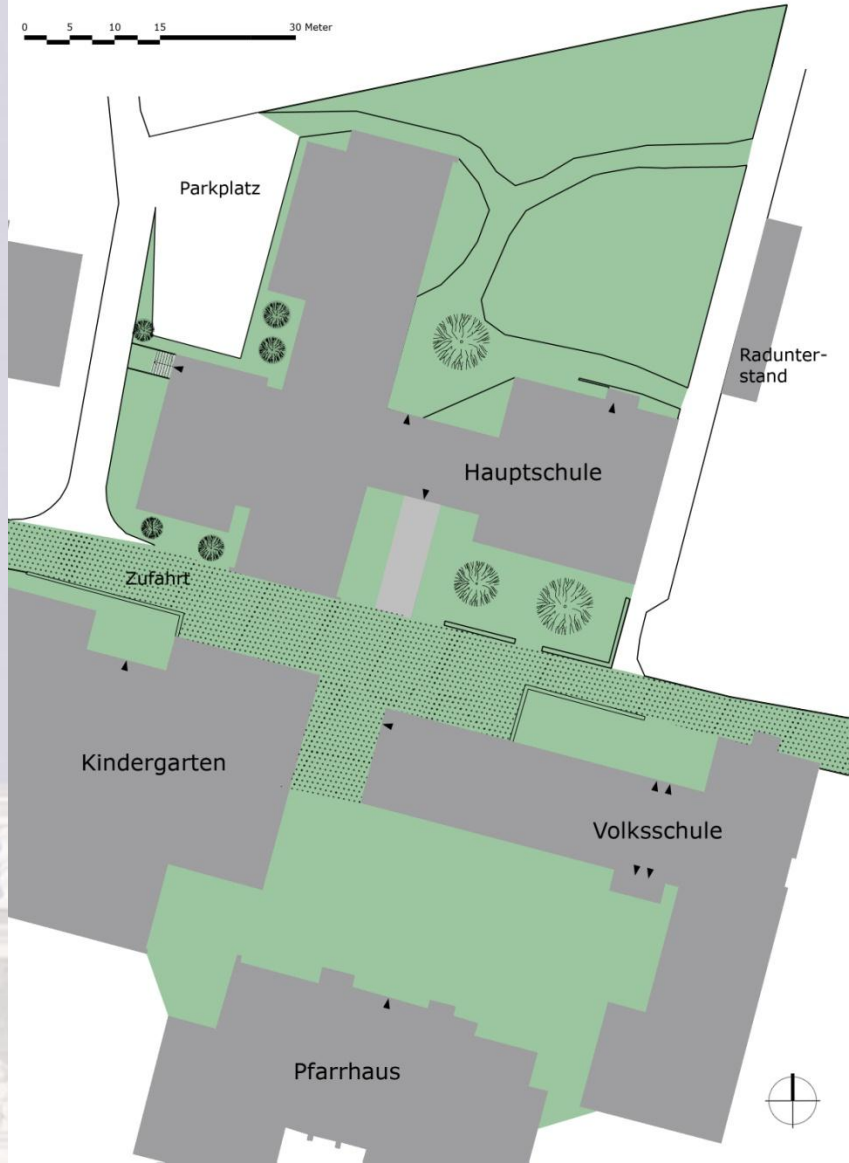 0 5 10 15 30 Meter
Parkplatz
Radunter-
stand
Hauptschule
Zufahrt
Kindergarten
Volksschule
Pfarrhaus